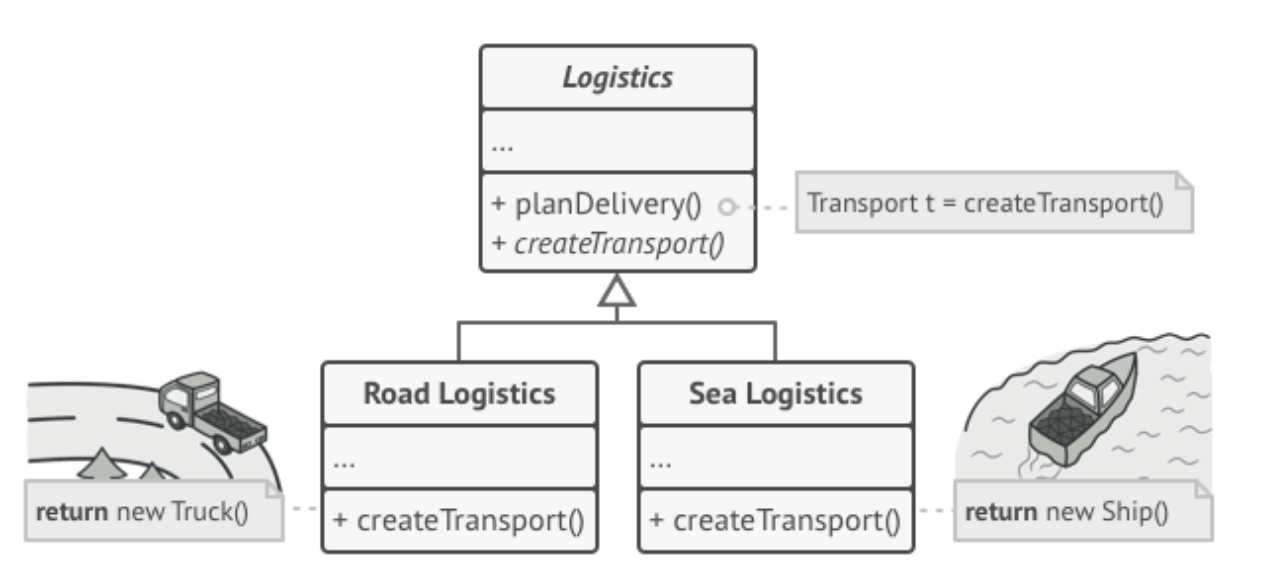 Logistics
...
+ planDelivery()
+ createTransport()
Transport t = createTransport()
Road Logistics
...
+ createTransport()
return new Truck()
Sea Logistics
...
+ createTransport()
return new Ship()